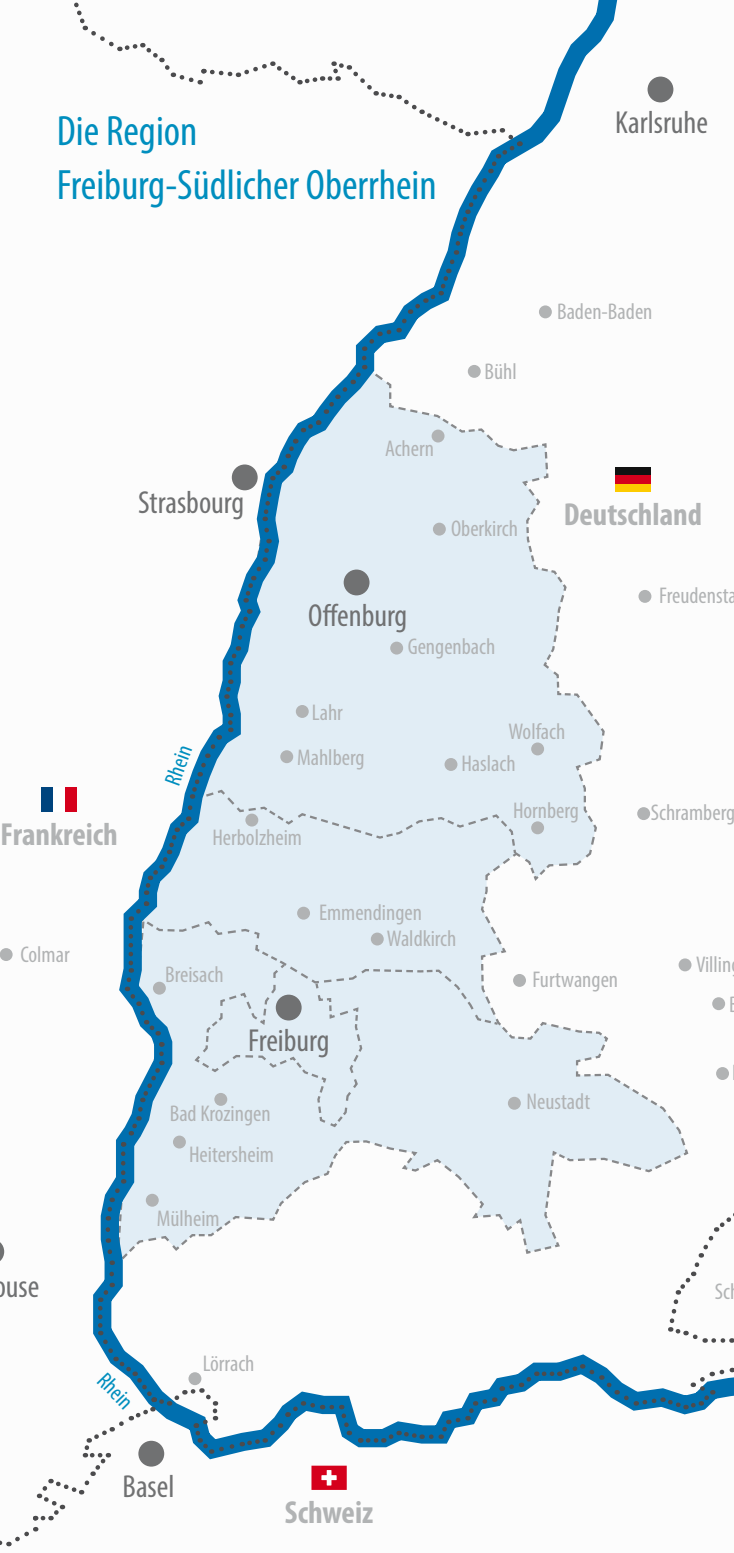 Karlsruhe
Die Region
Freiburg-Südlicher Oberrhein
Baden-Baden
Bühl
Achern
Strasbourg
Deutschland
Oberkirch
Freudensta
Offenburg
Gengenbach
Lahr
Wolfach
Rhein
Mahlberg
Haslach
Hornberg
Schramberg
Frankreich
Herbolzheim
Emmendingen
Waldkirch
Colmar
Villing
Breisach
Furtwangen
Freiburg
Neustadt
Bad Krozingen
Heitersheim
Mülheim
ouse
Sch
Lörrach
Rhein
Basel
Schweiz